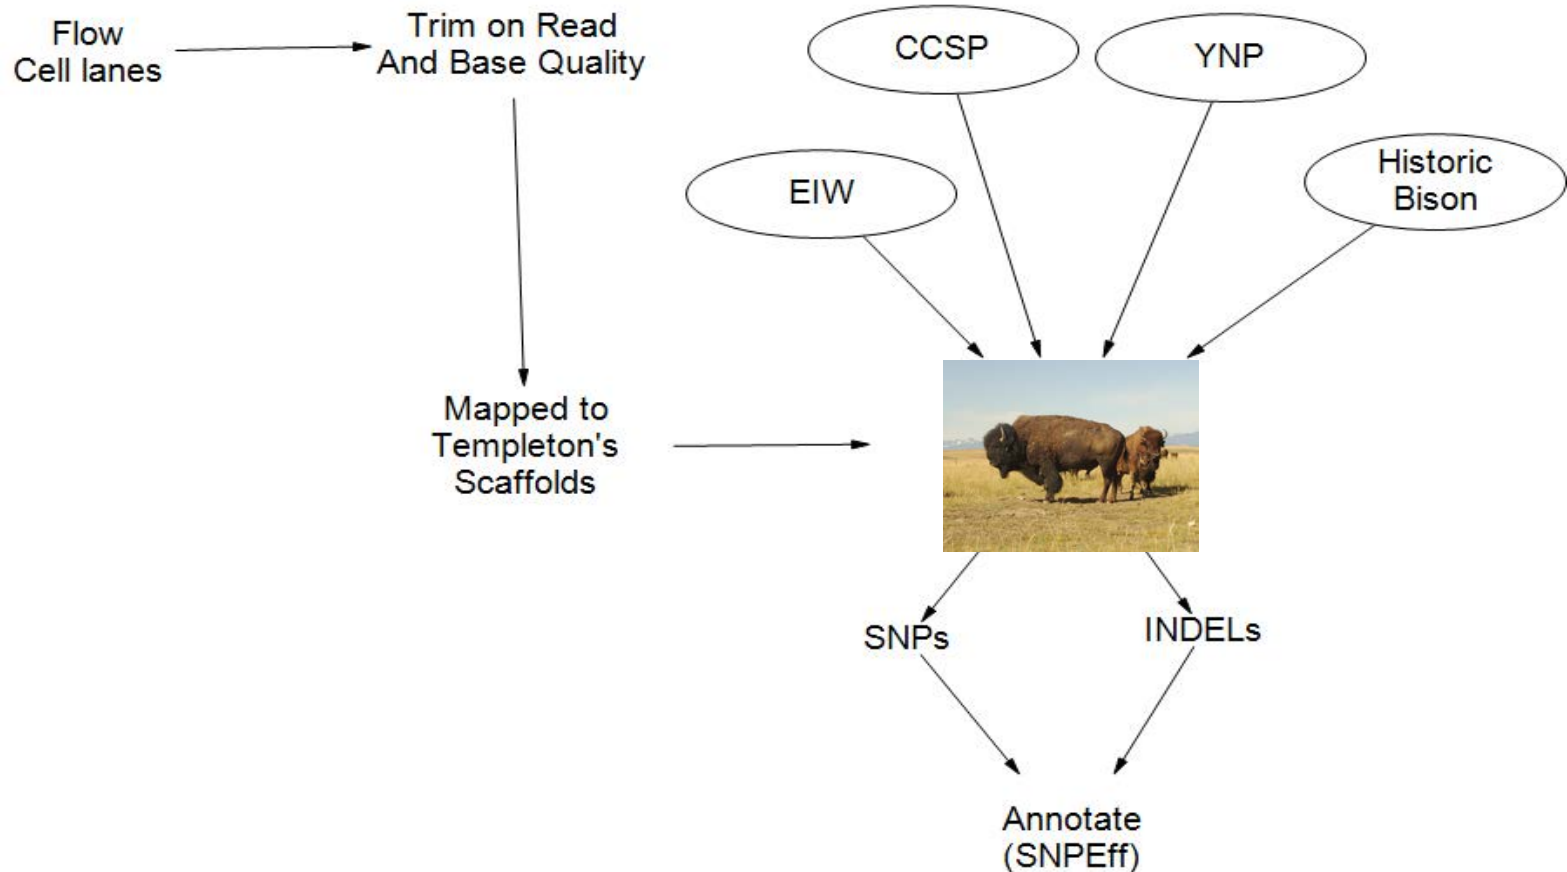 Flow
Cell lanes
Trim on Read
And Base Quality
CCSP
YNP
EIW
Historic
Bison
Mapped to
Templeton's
Scaffolds
SNPs
INDELs
Annotate
(SNPEff)